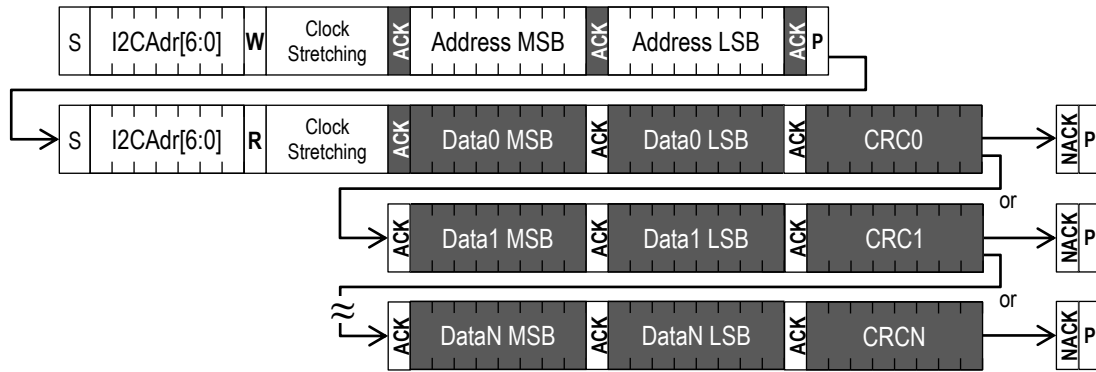 S I2CAdr[6:0] W Clock Stretching ACK Address MSB ACK Address LSB ACK P
S I2CAdr[6:0] R Clock Stretching ACK Data0 MSB ACK Data0 LSB ACK CRC0 NACK P
or
ACK Data1 MSB ACK Data1 LSB ACK CRC1 NACK P
or
≈ ACK DataN MSB ACK DataN LSB ACK CRCN NACK P